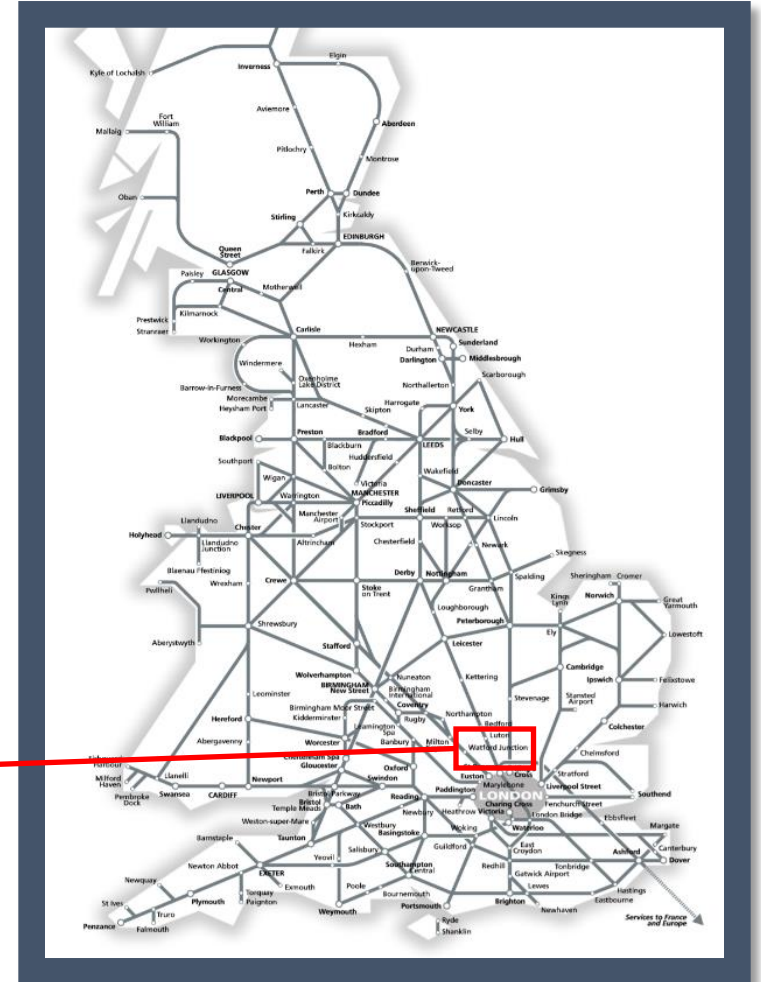 Elgin
Inverness
Kyle of Lochalsh
Aviemore
Fort
William
Aberdeen
Mallaig
Pitlochry
Montrose
Perth
Dundee
Oban
Kirkcaldy
Stirling
EDINBURGH
Queen
Street
Falkirk
Berwick-
upon-Tweed
Paisley
GLASGOW
Central
Motherwell
Prestwick
Kilmarnock
Stranraer
Carlisle
NEWCASTLE
Workington
Hexham
Sunderland
Durham
Darlington
Middlesbrough
Windermere
Scarborough
Oxenholme
Lake District
Northallerton
Barrow-in-Furness
Morecambe
Heysham Port
Lancaster
Harrogate
York
Skipton
Preston
Bradford
Selby
Blackpool
Blackburn
LEEDS
Hull
Huddersfield
Southport
Bolton
Wakefield
Wigan
Victoria
MANCHESTER
Piccadilly
Doncaster
Grimsby
LIVERPOOL
Warrington
Manchester
Airport
Sheffield
Retford
Llandudno
Stockport
Worksop
Lincoln
Holyhead
Chester
Llandudno
Junction
Altrincham
Chesterfield
Newark
Skegness
Blaenau Ffestiniog
Derby
Nottingham
Spalding
Sheringham
Cromer
Pwllheli
Wrexham
Crewe
Stoke
on Trent
Grantham
Kings
Lynn
Norwich
Great
Yarmouth
Loughborough
Shrewsbury
Peterborough
Aberystwyth
Stafford
Leicester
Ely
Lowestoft
Wolverhampton
BIRMINGHAM
New Street
Nuneaton
Birmingham
International
Kettering
Cambridge
Ipswich
Felixstowe
Leominster
Coventry
Stevenage
Stansted
Airport
Birmingham Moor Street
Kidderminster
Rugby
Northampton
Harwich
Hereford
Leamington
Spa
Bedford
Colchester
Abergavenny
Worcester
Banbury
Milton
Luton
Watford Junction
Chelmsford
Cheltenham Spa
Gloucester
Oxford
Cross
Stratford
Milford
Haven
Llanelli
Newport
Swindon
Euston
Marylebone
Liverpool Street
Pembroke
Dock
Swansea
CARDIFF
Bristol Parkway
Reading
Paddington
LONDON
Southend
Bristol
Temple Meads
Bath
Newbury
Heathrow
Victoria
Charing Cross
Fenchurch Street
London Bridge
Weston-super-Mare
Westbury
Basingstoke
Woking
Waterloo
Ebbsfleet
Margate
Barnstaple
Taunton
Salisbury
Guildford
East
Croydon
Canterbury
Yeovil
Southampton
Central
Redhill
Tonbridge
Ashford
Dover
Newton Abbot
EXETER
Gatwick Airport
Newquay
Exmouth
Poole
Bournemouth
Lewes
Hastings
St Ives
Plymouth
Torquay
Paignton
Weymouth
Portsmouth
Brighton
Newhaven
Eastbourne
Truro
Ryde
Penzance
Falmouth
Shanklin
Services to France
and Europe